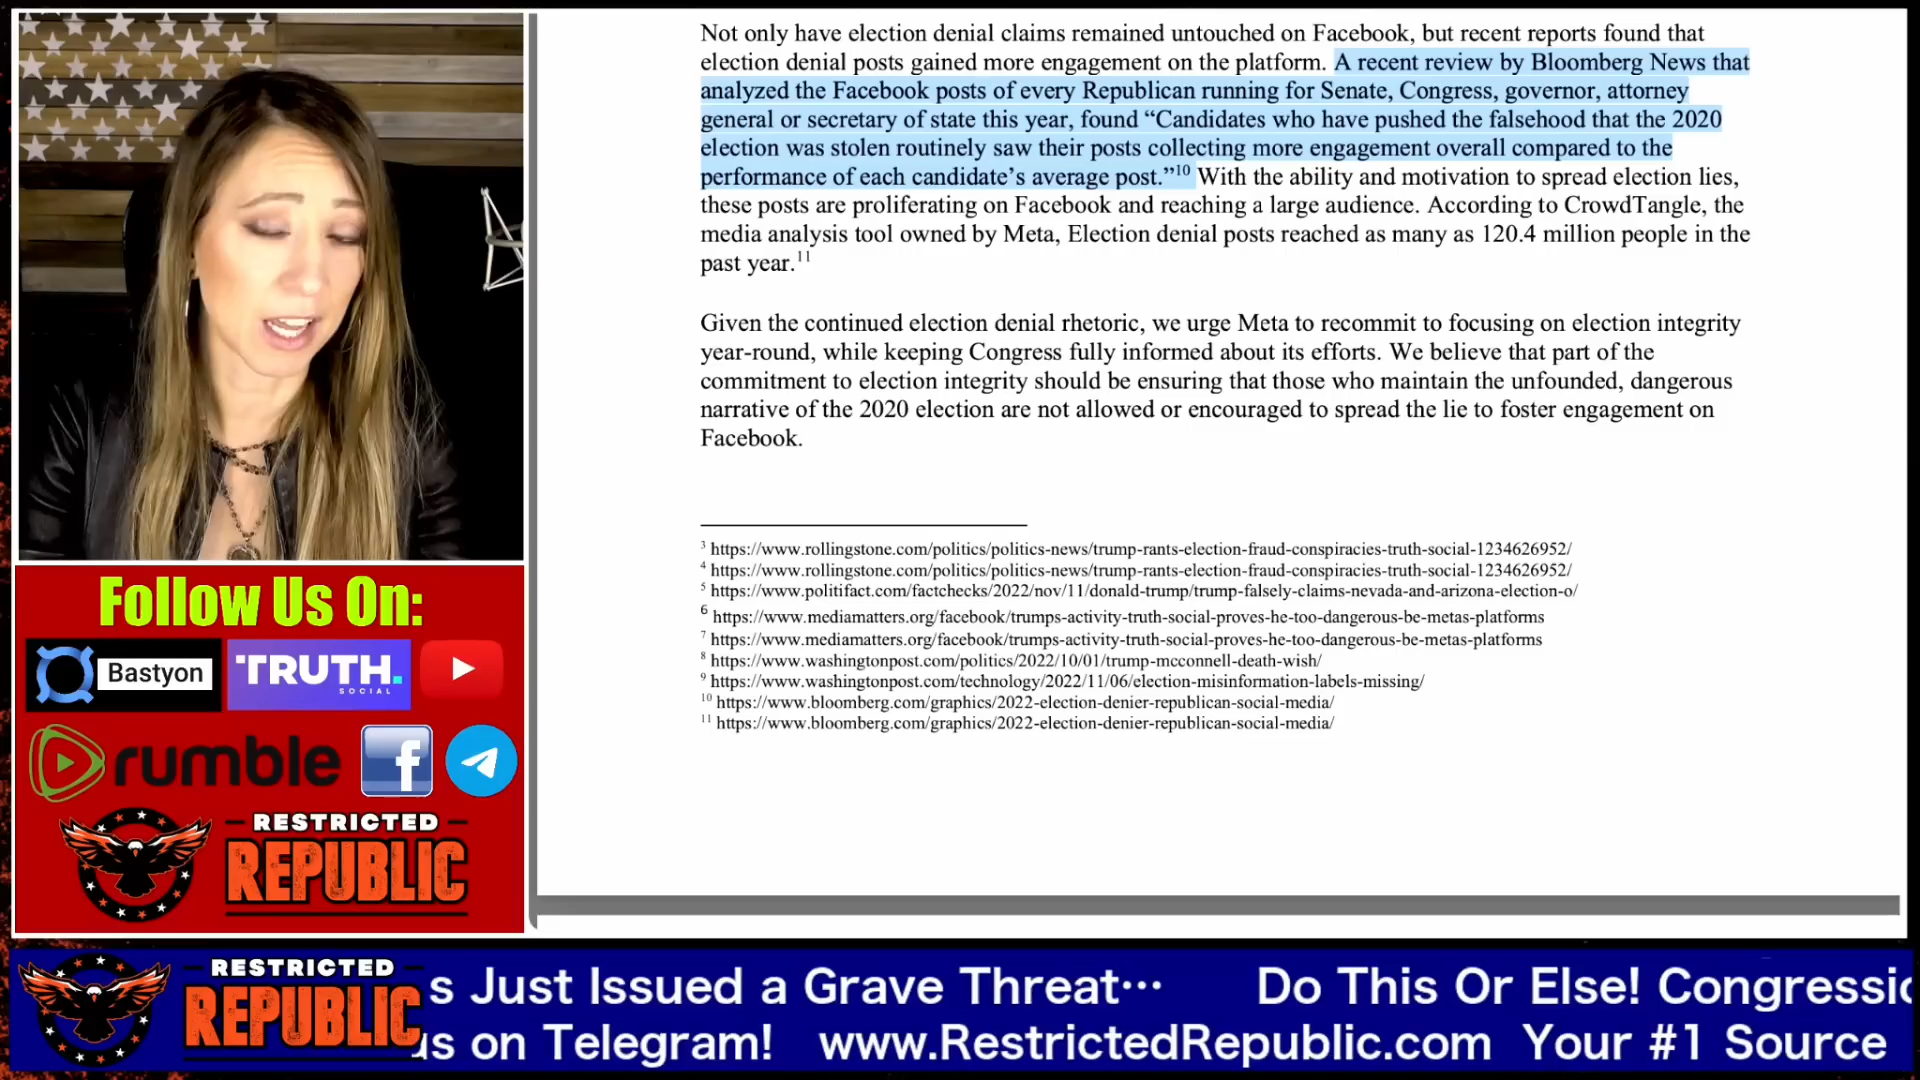 Not only have election denial claims remained untouched on Facebook, but recent reports found that
election denial posts gained more engagement on the platform. A recent review by Bloomberg News that
analyzed the Facebook posts of every Republican running for Senate, Congress, governor, attorney
general or secretary of state this year, found “Candidates who have pushed the falsehood that the 2020
election was stolen routinely saw their posts collecting more engagement overall compared to the
performance of each candidate’s average post.”10 With the ability and motivation to spread election lies,
these posts are proliferating on Facebook and reaching a large audience. According to CrowdTangle, the
media analysis tool owned by Meta, Election denial posts reached as many as 120.4 million people in the
past year.11
Given the continued election denial rhetoric, we urge Meta to recommit to focusing on election integrity
year-round, while keeping Congress fully informed about its efforts. We believe that part of the
commitment to election integrity should be ensuring that those who maintain the unfounded, dangerous
narrative of the 2020 election are not allowed or encouraged to spread the lie to foster engagement on
Facebook.
3 https://www.rollingstone.com/politics/politics-news/trump-rants-election-fraud-conspiracies-truth-social-1234626952/
4 https://www.rollingstone.com/politics/politics-news/trump-rants-election-fraud-conspiracies-truth-social-1234626952/
5 https://www.politifact.com/factchecks/2022/nov/11/donald-trump/trump-falsely-claims-nevada-and-arizona-election-o/
6 https://www.mediamatters.org/facebook/trumps-activity-truth-social-proves-he-too-dangerous-be-metas-platforms
7 https://www.mediamatters.org/facebook/trumps-activity-truth-social-proves-he-too-dangerous-be-metas-platforms
8 https://www.washingtonpost.com/politics/2022/10/01/trump-mcconnell-death-wish/
9 https://www.washingtonpost.com/technology/2022/11/06/election-misinformation-labels-missing/
10 https://www.bloomberg.com/graphics/2022-election-denier-republican-social-media/
11 https://www.bloomberg.com/graphics/2022-election-denier-republican-social-media/
Follow Us On:
Bastyon
TRUTH.
SOCIAL
rumble
f
RESTRICTED
REPUBLIC
RESTRICTED
REPUBLIC
s Just Issued a Grave Threat… Do This Or Else! Congressio
us on Telegram! www.RestrictedRepublic.com Your #1 Source